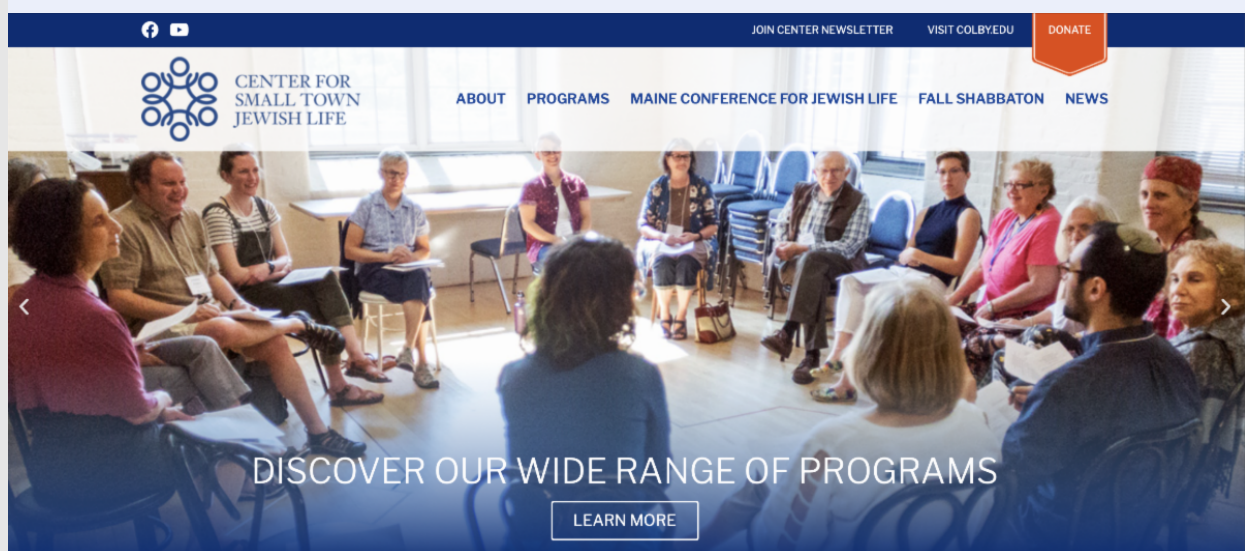 JOIN CENTER NEWSLETTER
VISIT COLBY.EDU
DONATE
CENTER FOR
SMALL TOWN
JEWISH LIFE
ABOUT
PROGRAMS
MAINE CONFERENCE FOR JEWISH LIFE
FALL SHABBATON
NEWS
DISCOVER OUR WIDE RANGE OF PROGRAMS
LEARN MORE